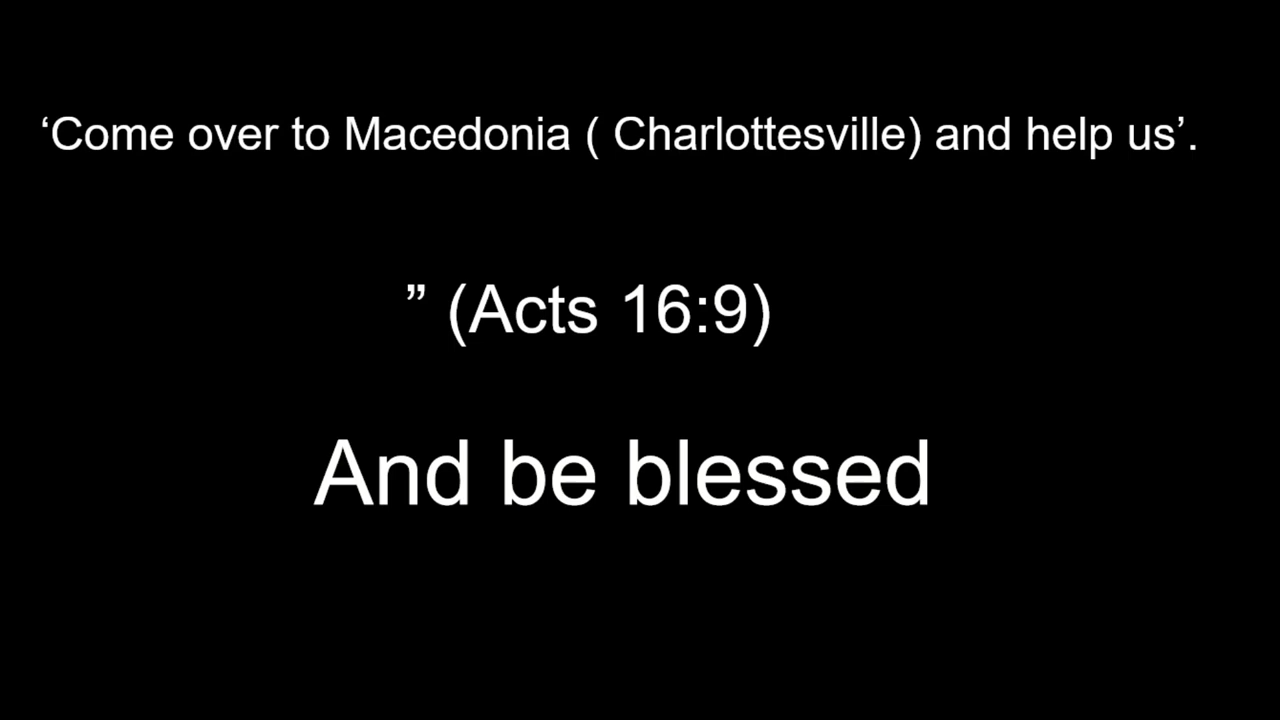 ‘Come over to Macedonia ( Charlottesville) and help us’.
” (Acts 16:9)
And be blessed